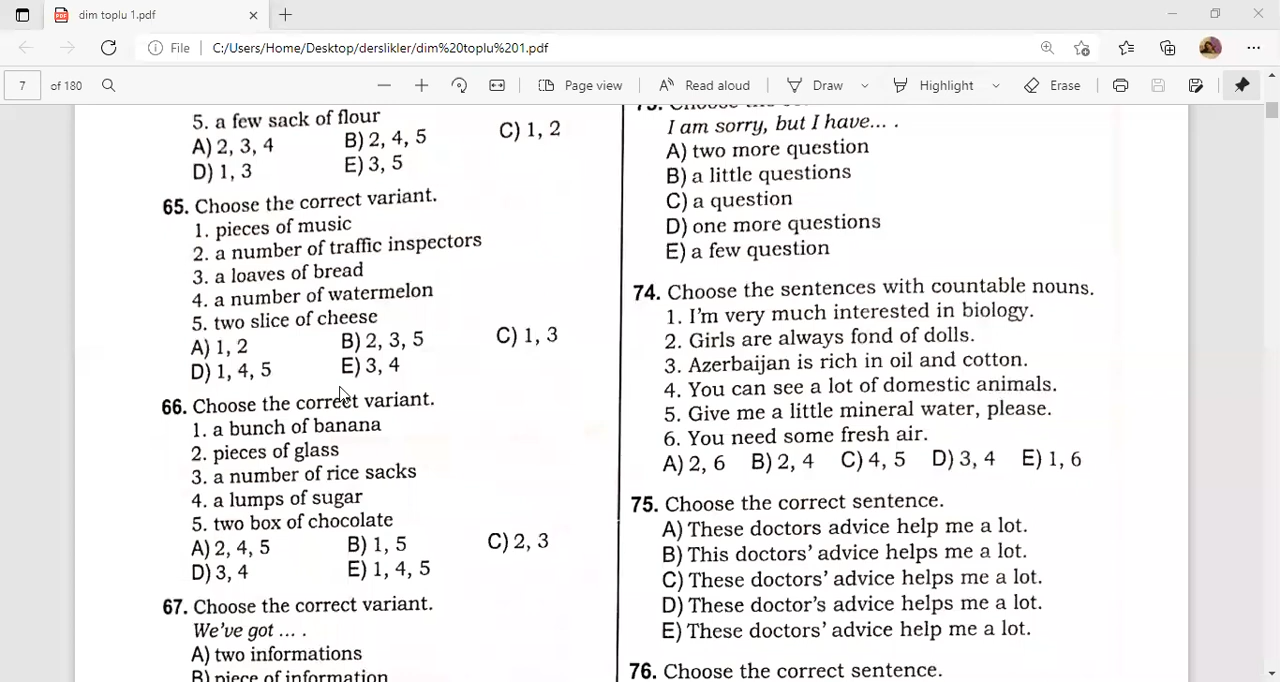 dim toplu 1.pdf
File C:/Users/Home/Desktop/derslikler/dim%20toplu%201.pdf
7 of 180 Page view Read aloud Draw Highlight Erase
5. a few sack of flour
A) 2, 3, 4 B) 2, 4, 5 C) 1, 2
D) 1, 3 E) 3, 5
65. Choose the correct variant.
1. pieces of music
2. a number of traffic inspectors
3. a loaves of bread
4. a number of watermelon
5. two slice of cheese
A) 1, 2 B) 2, 3, 5 C) 1, 3
D) 1, 4, 5 E) 3, 4
66. Choose the correct variant.
1. a bunch of banana
2. pieces of glass
3. a number of rice sacks
4. a lumps of sugar
5. two box of chocolate
A) 2, 4, 5 B) 1, 5 C) 2, 3
D) 3, 4 E) 1, 4, 5
67. Choose the correct variant.
We've got ... .
A) two informations
B) piece of information
I am sorry, but I have... .
A) two more question
B) a little questions
C) a question
D) one more questions
E) a few question
74. Choose the sentences with countable nouns.
1. I'm very much interested in biology.
2. Girls are always fond of dolls.
3. Azerbaijan is rich in oil and cotton.
4. You can see a lot of domestic animals.
5. Give me a little mineral water, please.
6. You need some fresh air.
A) 2, 6 B) 2, 4 C) 4, 5 D) 3, 4 E) 1, 6
75. Choose the correct sentence.
A) These doctors advice help me a lot.
B) This doctors' advice helps me a lot.
C) These doctors' advice helps me a lot.
D) These doctor's advice helps me a lot.
E) These doctors' advice help me a lot.
76. Choose the correct sentence.